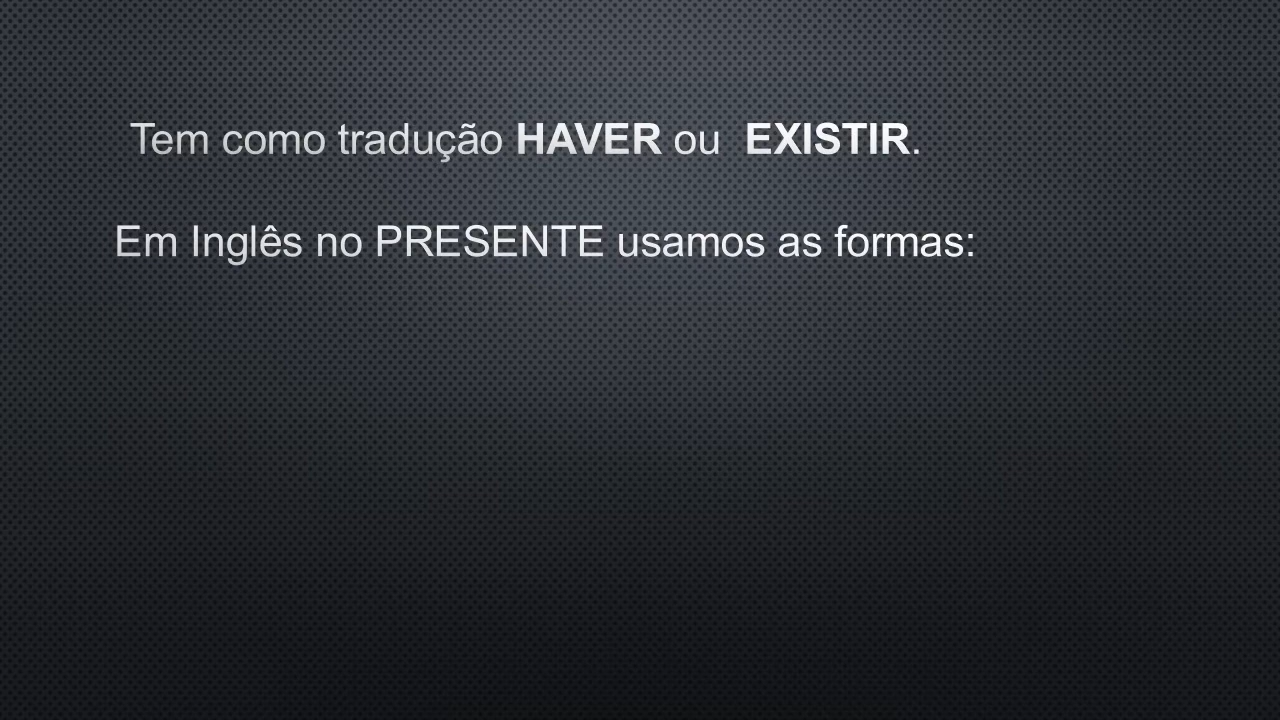 Tem como tradução HAVER ou  EXISTIR.
Em Inglês no PRESENTE usamos as formas: